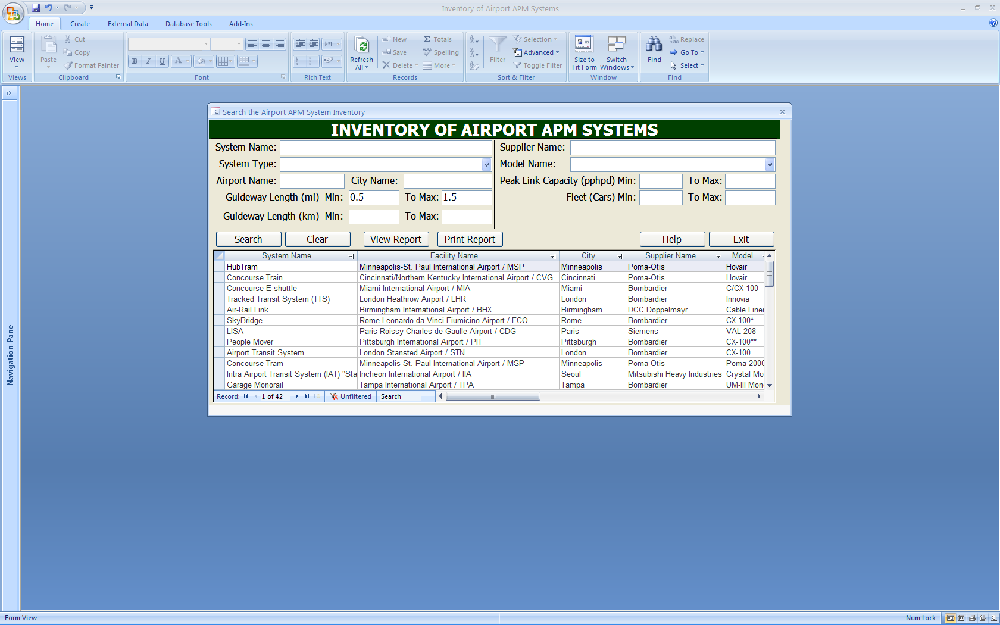 Inventory of Airport APM Systems
Home Create External Data Database Tools Add-Ins
View
Views
Paste
Cut
Copy
Format Painter
Clipboard
B I U A
Font
Rich Text
Refresh All
New
Save
Delete
Totals
Spelling
More
Records
Filter
Selection
Advanced
Toggle Filter
Sort & Filter
Size to Fit Form
Switch Windows
Window
Find
Replace
Go To
Select
Find
Navigation Pane
Search the Airport APM System Inventory
INVENTORY OF AIRPORT APM SYSTEMS
System Name: Supplier Name:
System Type: Model Name:
Airport Name: City Name: Peak Link Capacity (pphpd) Min: To Max:
Guideway Length (mi) Min: 0.5 To Max: 1.5 Fleet (Cars) Min: To Max:
Guideway Length (km) Min: To Max:
Search Clear View Report Print Report Help Exit
System Name Facility Name City Supplier Name Model
HubTram Minneapolis-St. Paul International Airport / MSP Minneapolis Poma-Otis Hovair
Concourse Train Cincinnati/Northern Kentucky International Airport / CVG Cincinnati Poma-Otis Hovair
Concourse E shuttle Miami International Airport / MIA Miami Bombardier C/CX-100
Tracked Transit System (TTS) London Heathrow Airport / LHR London Bombardier Innovia
Air-Rail Link Birmingham International Airport / BHX Birmingham DCC Doppelmayr Cable Liner
SkyBridge Rome Leonardo da Vinci Fiumicino Airport / FCO Rome Bombardier CX-100*
LISA Paris Roissy Charles de Gaulle Airport / CDG Paris Siemens VAL 208
People Mover Pittsburgh International Airport / PIT Pittsburgh Bombardier CX-100**
Airport Transit System London Stansted Airport / STN London Bombardier CX-100
Concourse Tram Minneapolis-St. Paul International Airport / MSP Minneapolis Poma-Otis Poma 2000
Intra Airport Transit System (IAT) "Sta Incheon International Airport / IIA Seoul Mitsubishi Heavy Industries Crystal Mo
Garage Monorail Tampa International Airport / TPA Tampa Bombardier UM-III Mon
Record: 1 of 42 Unfiltered Search
Form View Num Lock